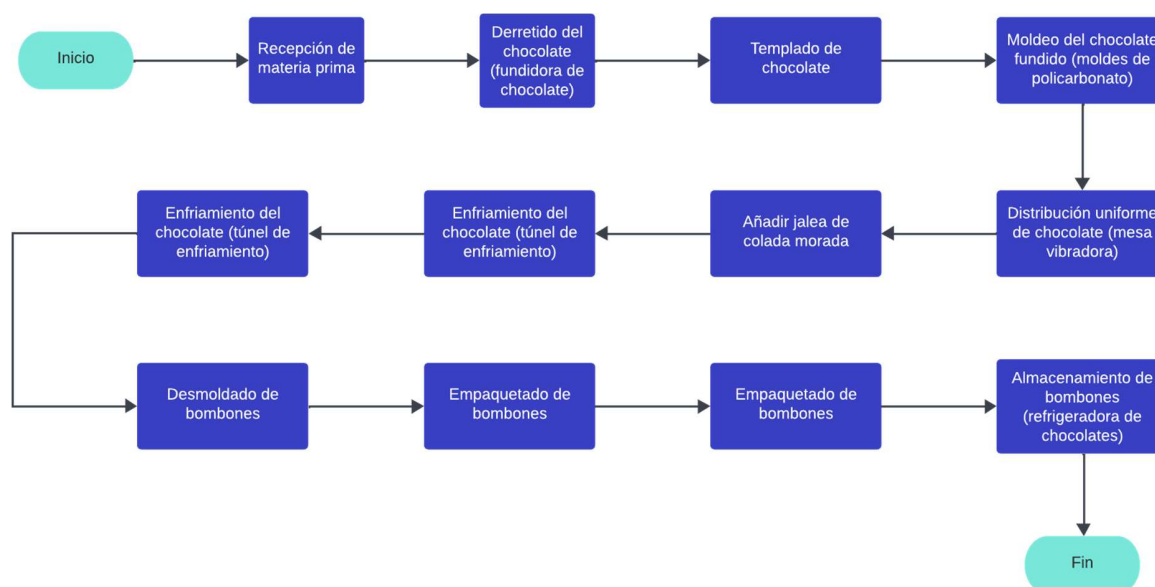 Inicio
Recepción de
materia prima
Derretido del
chocolate
(fundidora de
chocolate)
Templado de
chocolate
Moldeo del chocolate
fundido (moldes de
policarbonato)
Distribución uniforme
de chocolate (mesa
vibradora)
Añadir jalea de
colada morada
Enfriamiento del
chocolate (túnel de
enfriamiento)
Enfriamiento del
chocolate (túnel de
enfriamiento)
Desmoldado de
bombones
Empaquetado de
bombones
Empaquetado de
bombones
Almacenamiento de
bombones
(refrigeradora de
chocolates)
Fin